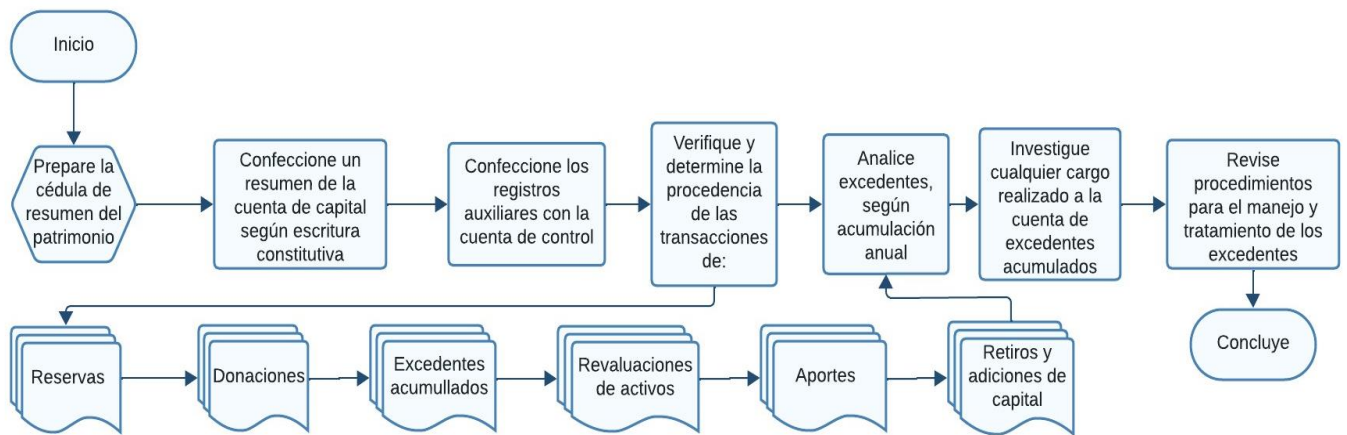 Inicio
Prepare la
cédula de
resumen del
patrimonio
Confeccione un
resumen de la
cuenta de capital
según escritura
constitutiva
Confeccione los
registros
auxiliares con la
cuenta de control
Verifique y
determine la
procedencia
de las
transacciones
de:
Analice
excedentes,
según
acumulación
anual
Investigue
cualquier cargo
realizado a la
cuenta de
excedentes
acumulados
Revise
procedimientos
para el manejo y
tratamiento de los
excedentes
Reservas
Donaciones
Excedentes
acumullados
Revaluaciones
de activos
Aportes
Retiros y
adiciones de
capital
Concluye